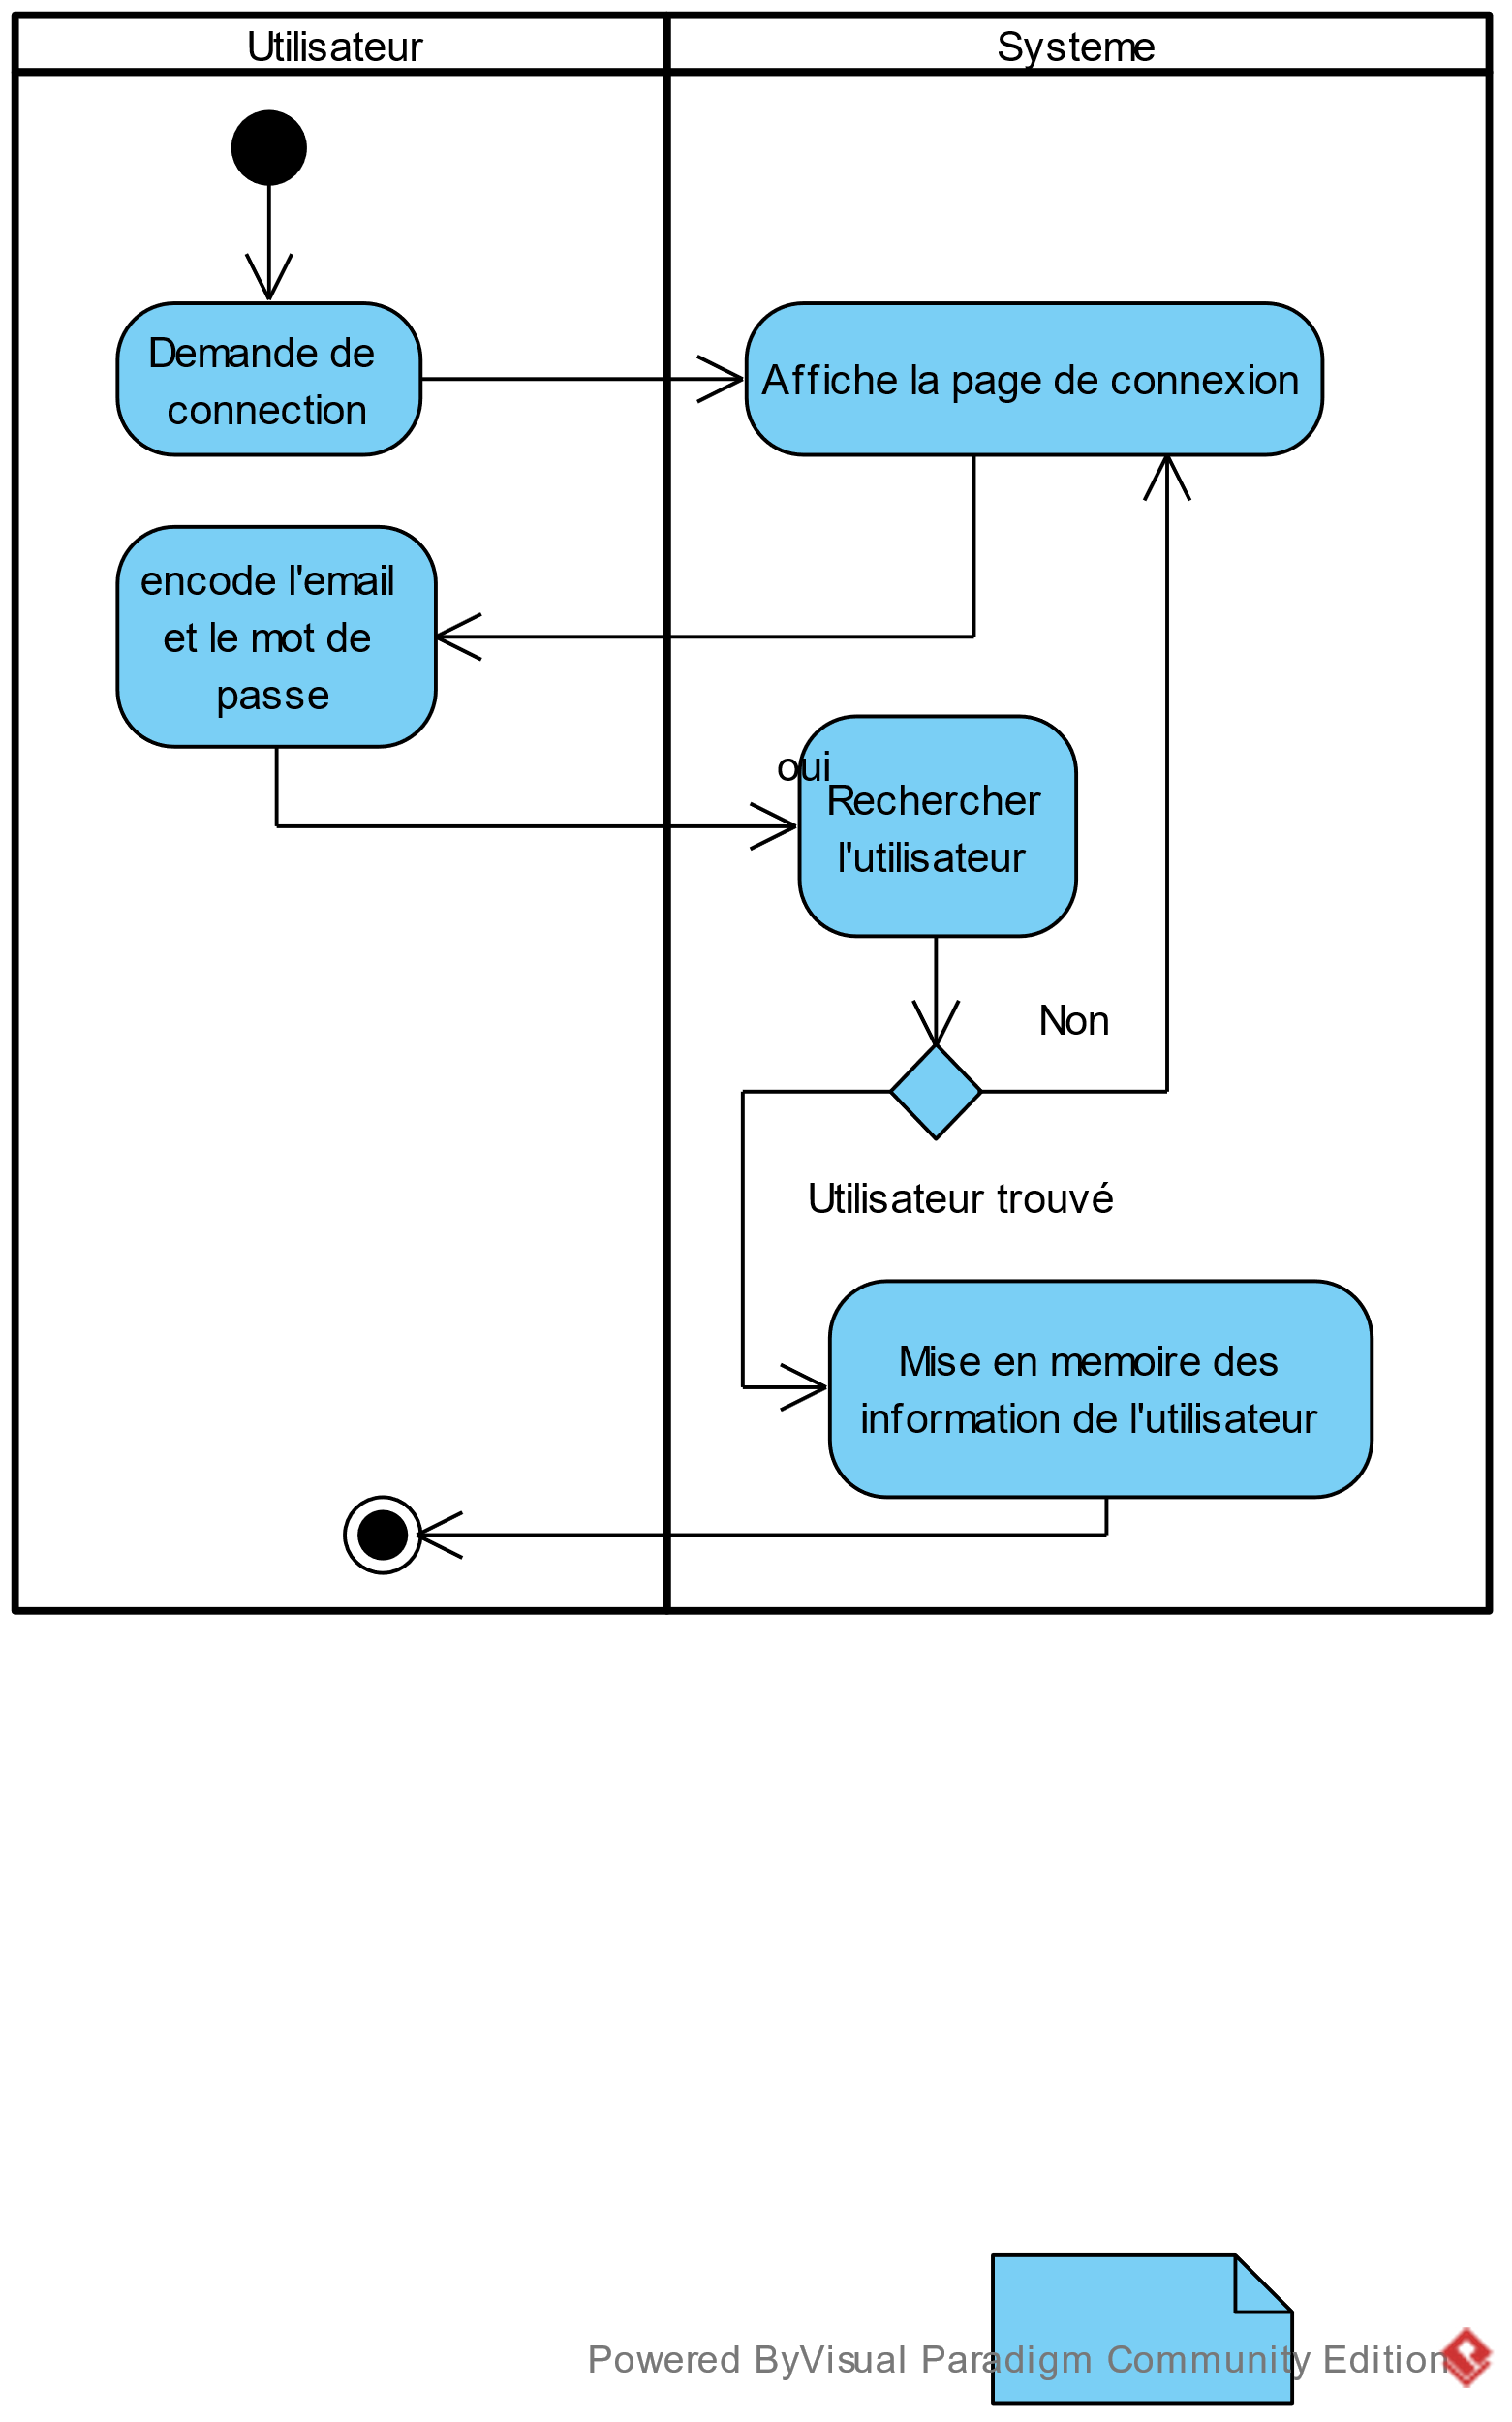 Utilisateur
Systeme
Demande de
connection
Affiche la page de connexion
encode l'email
et le mot de
passe
oui
Rechercher
l'utilisateur
Non
Utilisateur trouvé
Mise en memoire des
information de l'utilisateur
Powered ByVisual Paradigm Community Edition